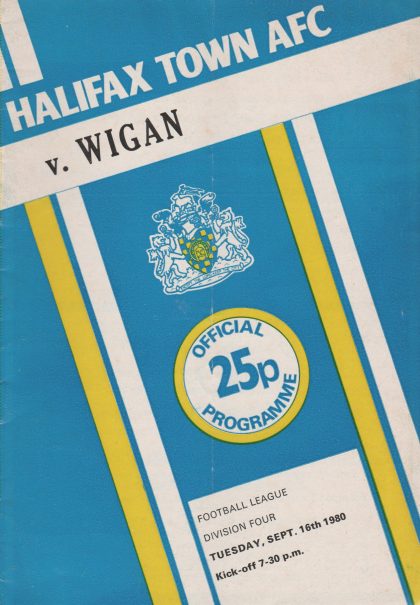 HALIFAX TOWN AFC
v. WIGAN
OFFICIAL
25p
PROGRAMME
FOOTBALL LEAGUE
DIVISION FOUR
TUESDAY, SEPT. 16th 1980
Kick-off 7-30 p.m.